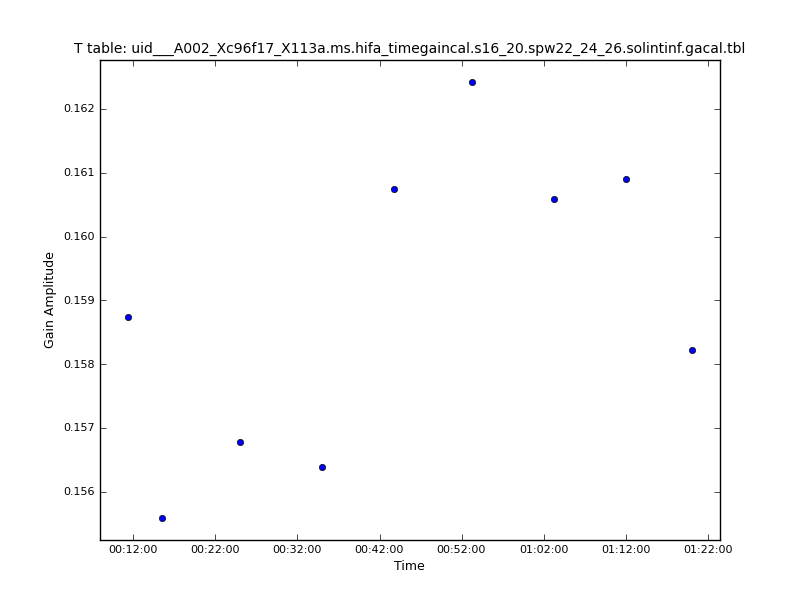 T table: uid___A002_Xc96f17_X113a.ms.hifa_timegaincal.s16_20.spw22_24_26.solintinf.gacal.tbl
0.162
0.161
0.160
0.159
0.158
0.157
0.156
Gain Amplitude
00:12:00 00:22:00 00:32:00 00:42:00 00:52:00 01:02:00 01:12:00 01:22:00
Time